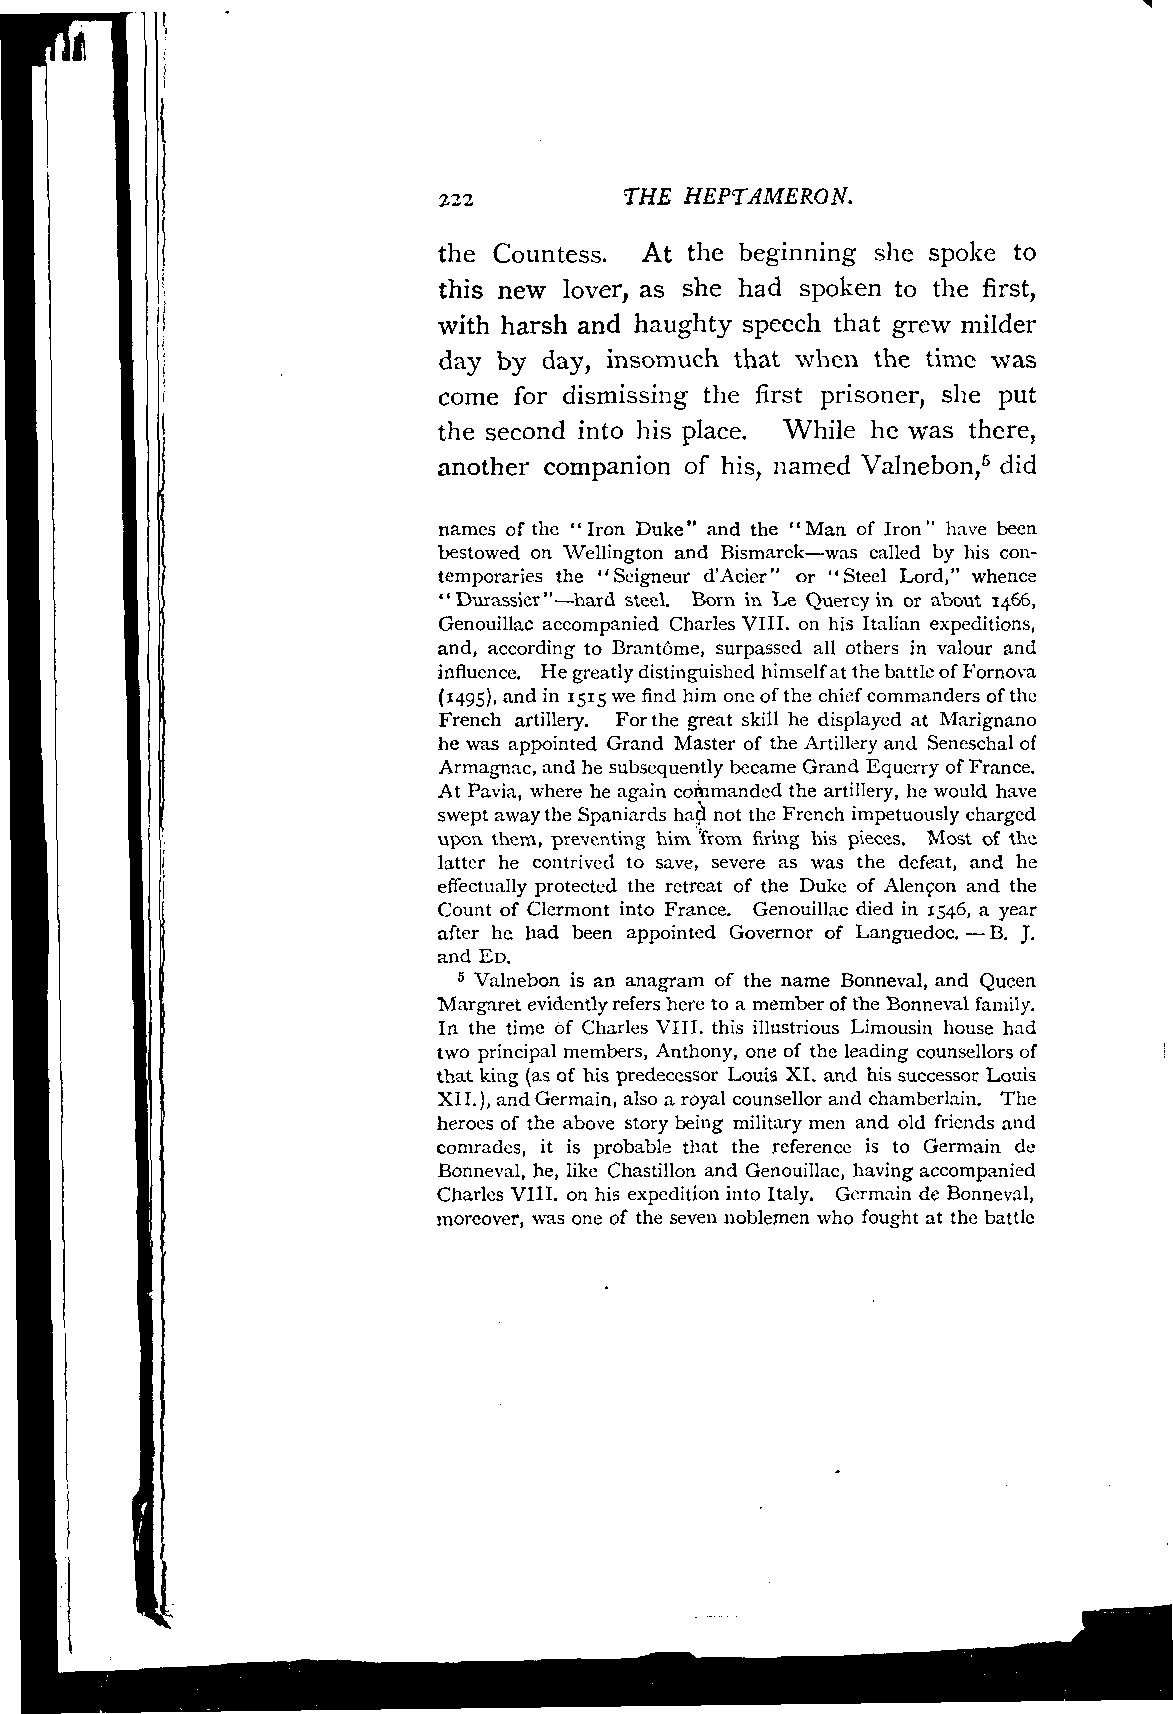 222 THE HEPTAMERON.
the Countess. At the beginning she spoke to
this new lover, as she had spoken to the first,
with harsh and haughty speech that grew milder
day by day, insomuch that when the time was
come for dismissing the first prisoner, she put
the second into his place. While he was there,
another companion of his, named Valnebon,⁵ did
names of the "Iron Duke" and the "Man of Iron" have been
bestowed on Wellington and Bismarck—was called by his con-
temporaries the "Seigneur d'Acier" or "Steel Lord," whence
"Durassier"—hard steel. Born in Le Quercy in or about 1466,
Genouillac accompanied Charles VIII. on his Italian expeditions,
and, according to Brantôme, surpassed all others in valour and
influence. He greatly distinguished himself at the battle of Fornova
(1495), and in 1515 we find him one of the chief commanders of the
French artillery. For the great skill he displayed at Marignano
he was appointed Grand Master of the Artillery and Seneschal of
Armagnac, and he subsequently became Grand Equerry of France.
At Pavia, where he again commanded the artillery, he would have
swept away the Spaniards had not the French impetuously charged
upon them, preventing him from firing his pieces. Most of the
latter he contrived to save, severe as was the defeat, and he
effectually protected the retreat of the Duke of Alençon and the
Count of Clermont into France. Genouillac died in 1546, a year
after he had been appointed Governor of Languedoc.—B. J.
and ED.
⁵ Valnebon is an anagram of the name Bonneval, and Queen
Margaret evidently refers here to a member of the Bonneval family.
In the time of Charles VIII. this illustrious Limousin house had
two principal members, Anthony, one of the leading counsellors of
that king (as of his predecessor Louis XI. and his successor Louis
XII.), and Germain, also a royal counsellor and chamberlain. The
heroes of the above story being military men and old friends and
comrades, it is probable that the reference is to Germain de
Bonneval, he, like Chastillon and Genouillac, having accompanied
Charles VIII. on his expedition into Italy. Germain de Bonneval,
moreover, was one of the seven noblemen who fought at the battle